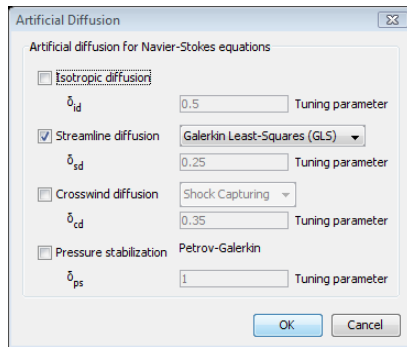 Artificial Diffusion
Artificial diffusion for Navier-Stokes equations
Isotropic diffusion
δid 0.5 Tuning parameter
Streamline diffusion Galerkin Least-Squares (GLS)
δsd 0.25 Tuning parameter
Crosswind diffusion Shock Capturing
δcd 0.35 Tuning parameter
Pressure stabilization Petrov-Galerkin
δps 1 Tuning parameter
OK Cancel